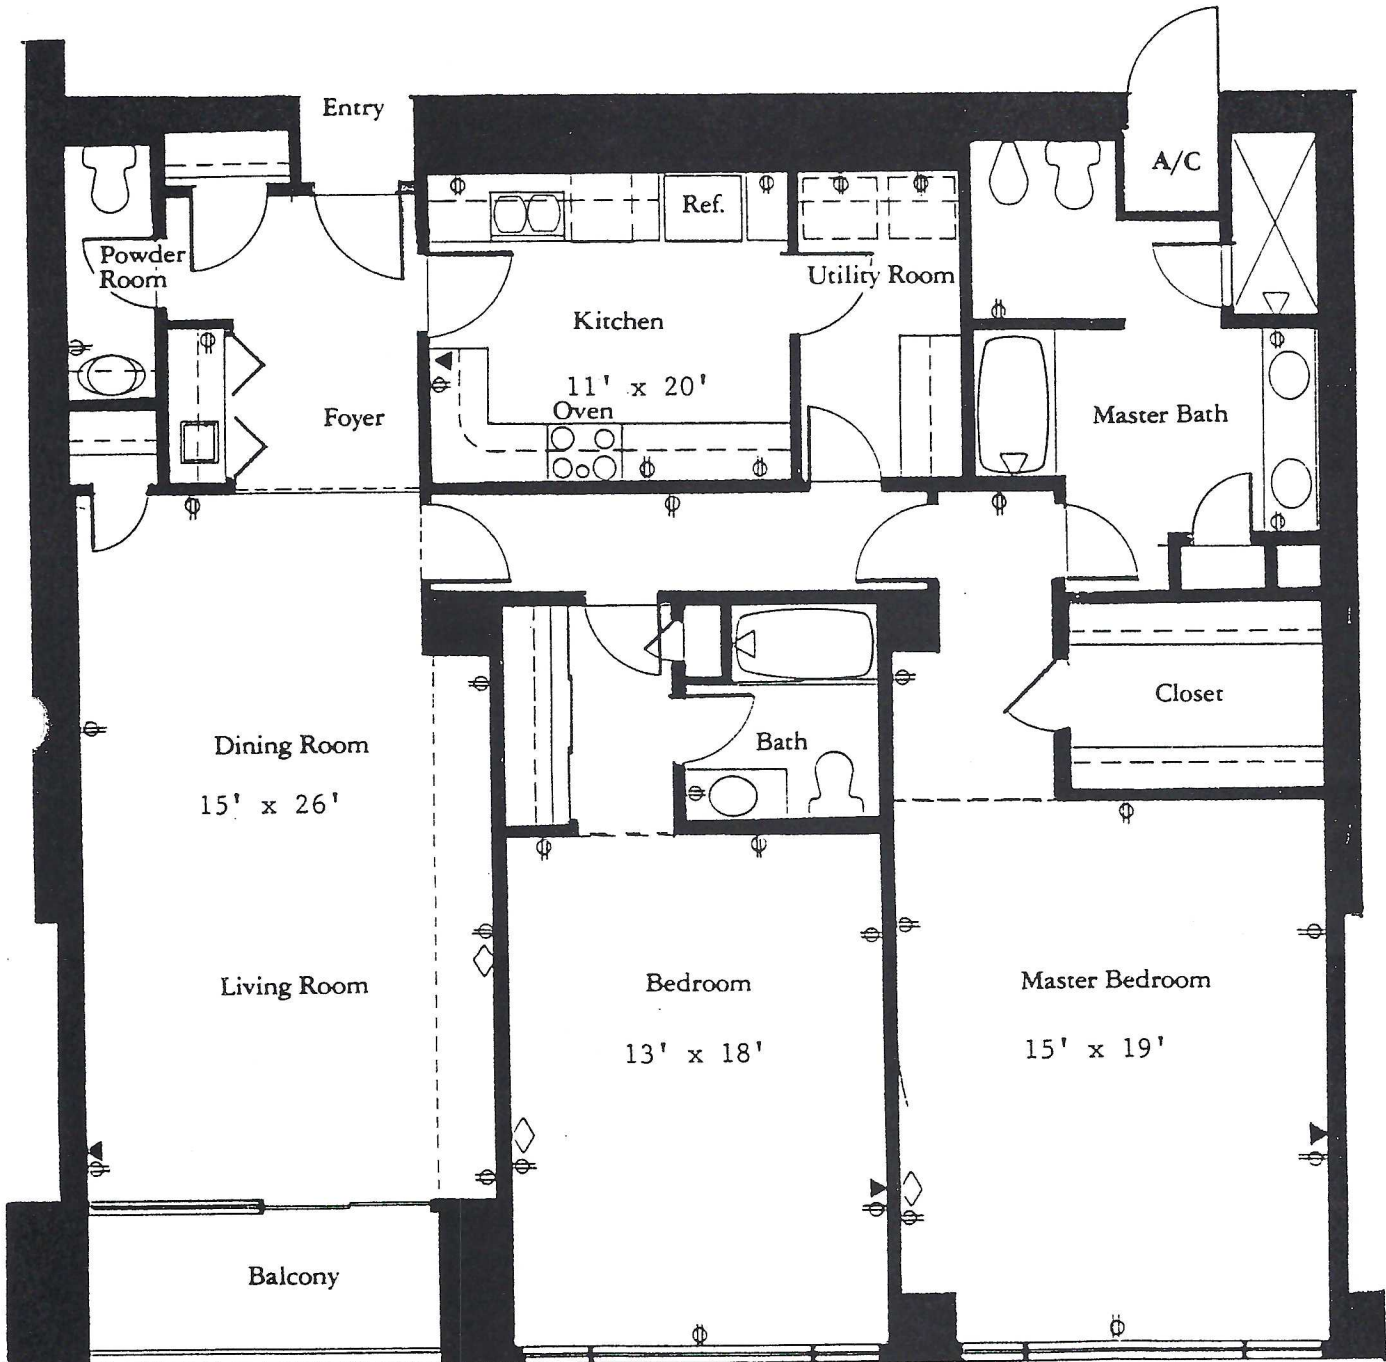 Entry
A/C
Ref.
Powder
Room
Utility Room
Kitchen
11' x 20'
Oven
Foyer
Master Bath
Closet
Dining Room
15' x 26'
Bath
Living Room
Bedroom
13' x 18'
Master Bedroom
15' x 19'
Balcony